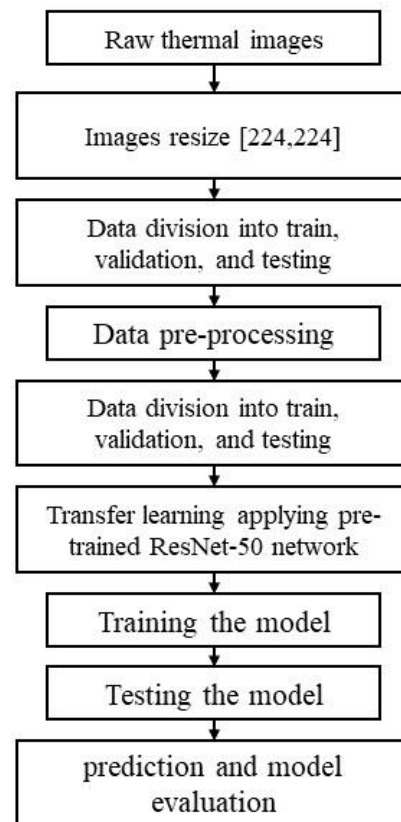 Raw thermal images
Images resize [224,224]
Data division into train,
validation, and testing
Data pre-processing
Data division into train,
validation, and testing
Transfer learning applying pre-
trained ResNet-50 network
Training the model
Testing the model
prediction and model
evaluation